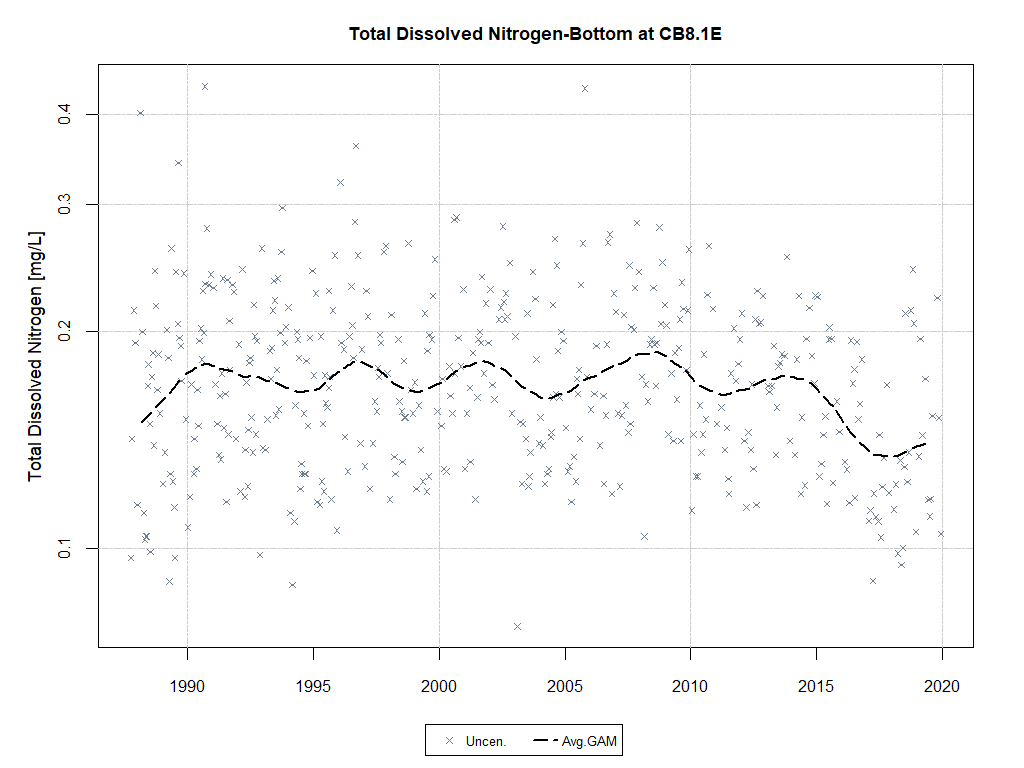 Total Dissolved Nitrogen-Bottom at CB8.1E
Total Dissolved Nitrogen [mg/L]
0.4
0.3
0.2
0.1
1990 1995 2000 2005 2010 2015 2020
Uncen. Avg.GAM